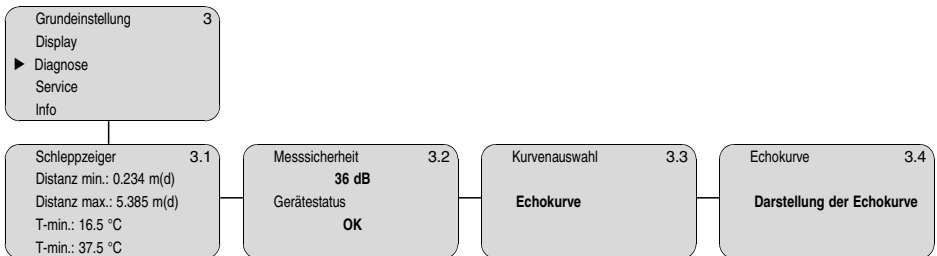 Grundeinstellung 3
Display
▶ Diagnose
Service
Info
Schleppzeiger 3.1
Distanz min.: 0.234 m(d)
Distanz max.: 5.385 m(d)
T-min.: 16.5 °C
T-min.: 37.5 °C
Messsicherheit 3.2
36 dB
Gerätestatus
OK
Kurvenauswahl 3.3
Echokurve
Echokurve 3.4
Darstellung der Echokurve